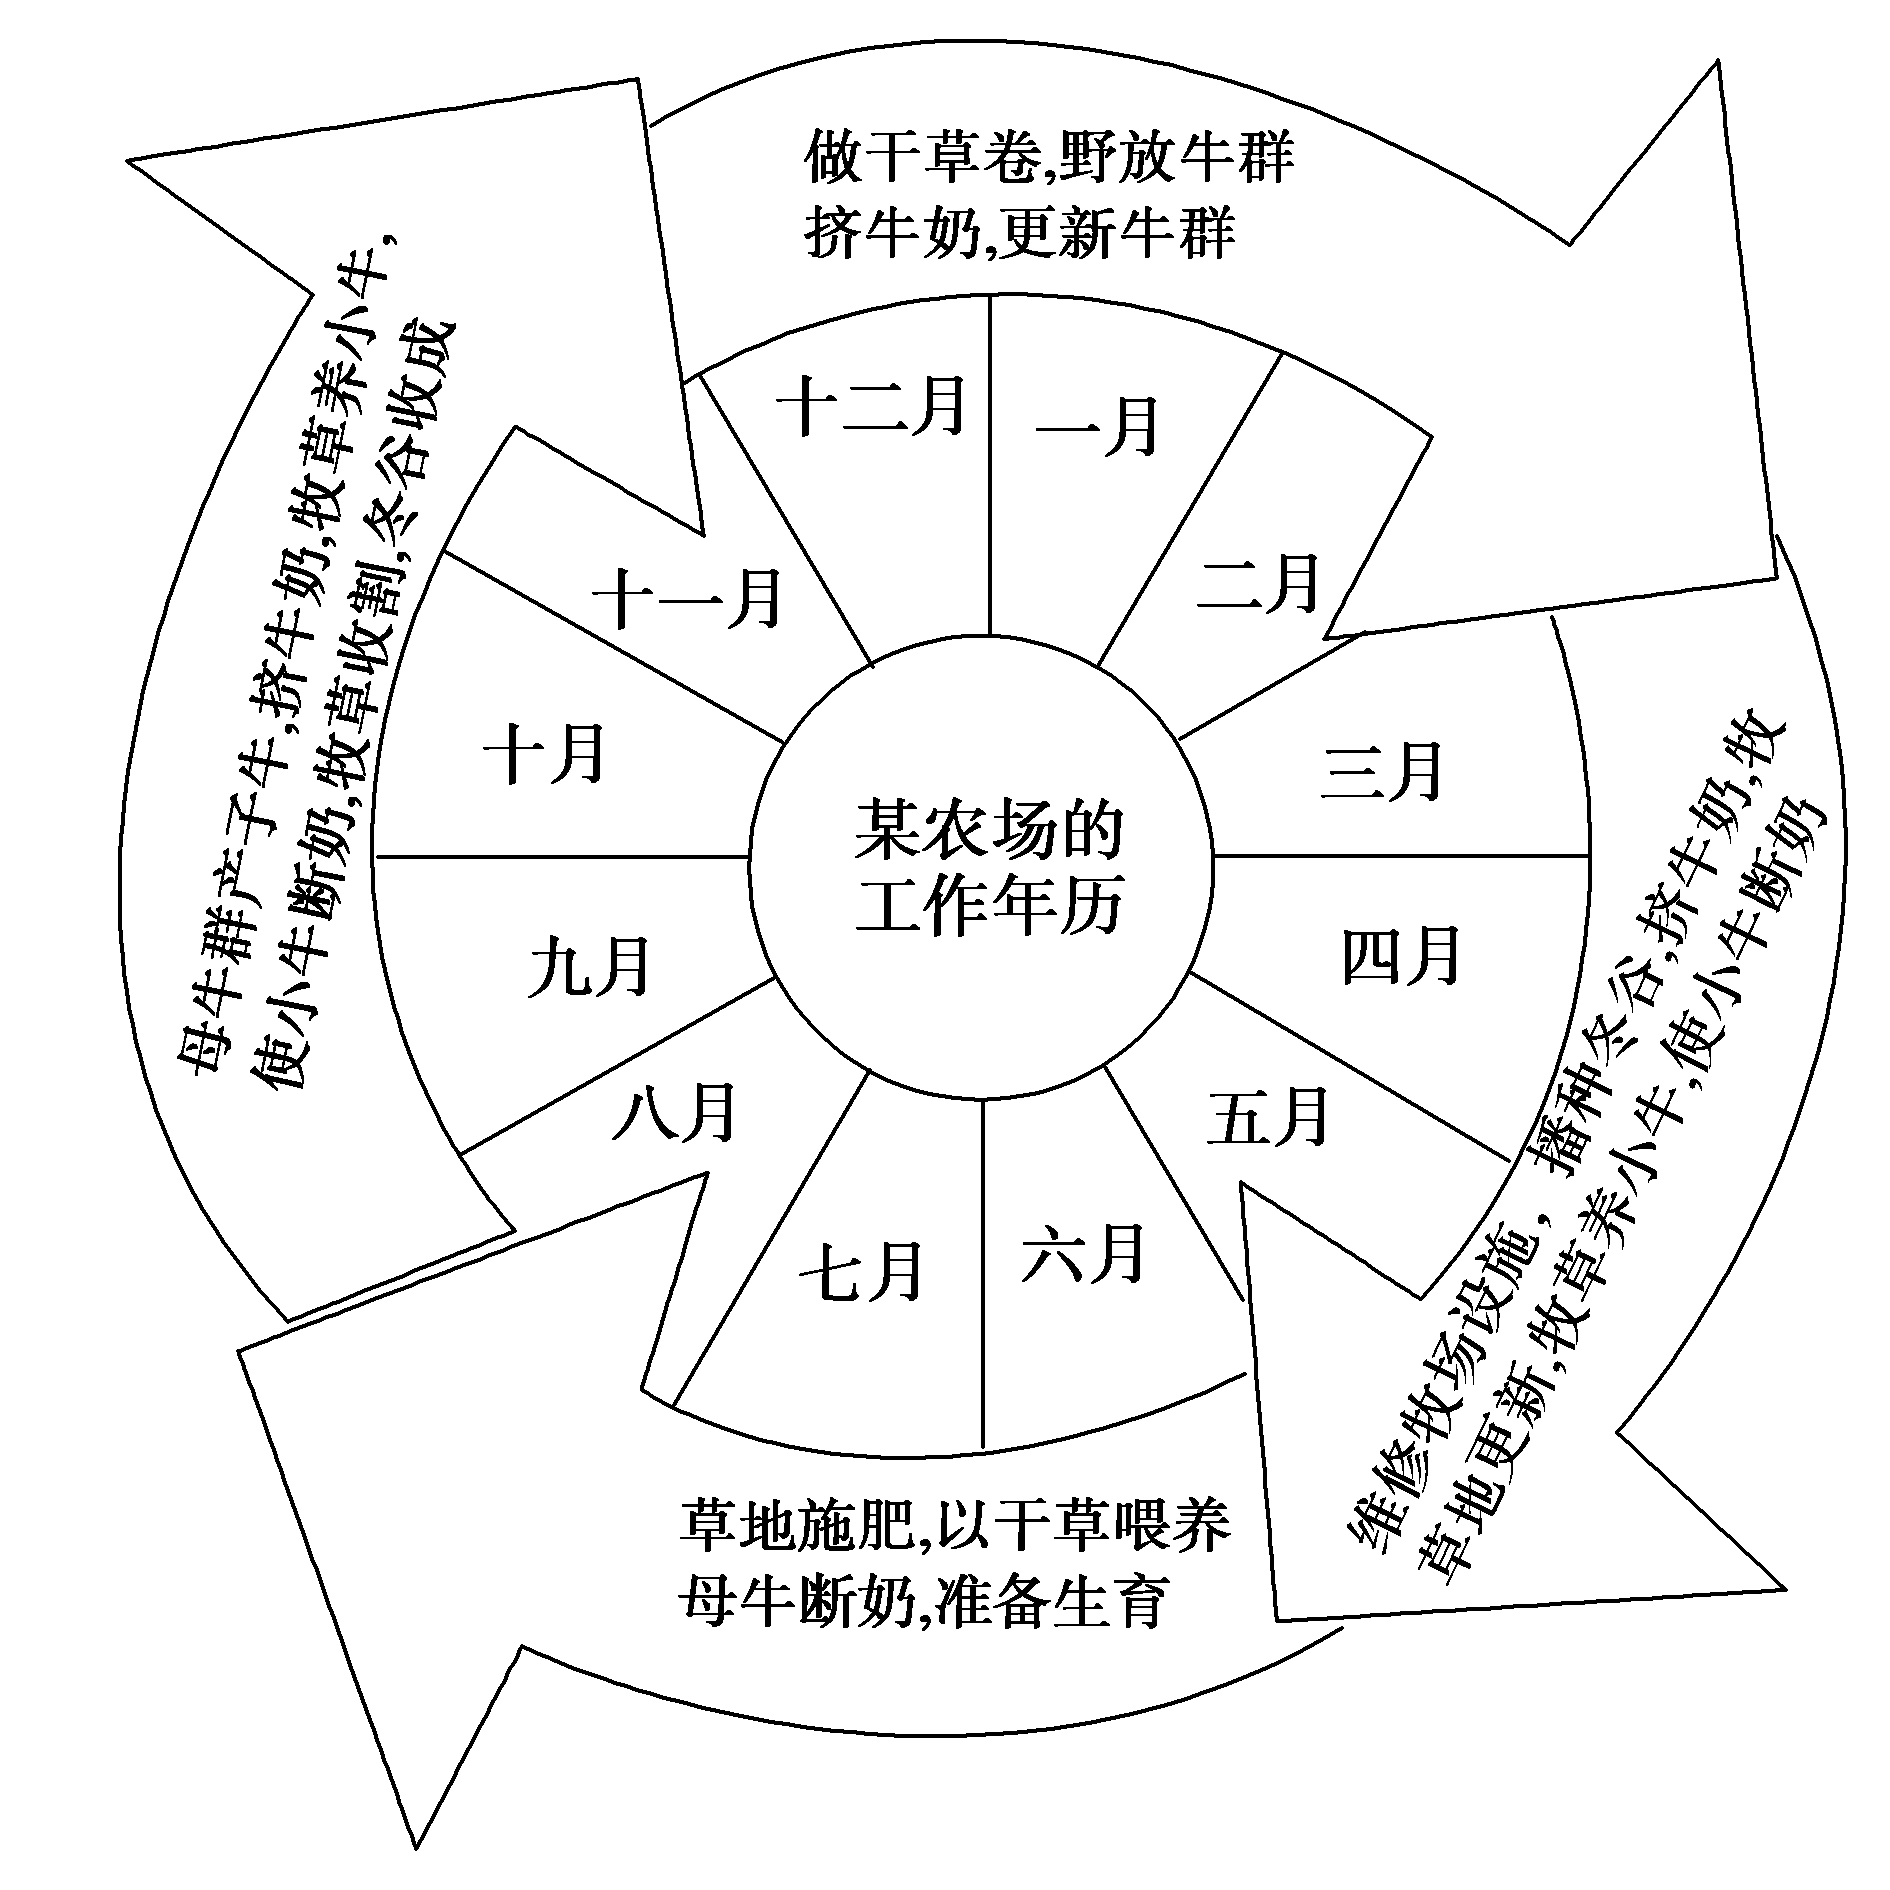 做干草卷,野放牛群
挤牛奶,更新牛群
十二月
一月
二月
三月
四月
五月
六月
七月
八月
九月
十月
十一月
某农场的
工作年历
维修牧场设施，播种冬谷,挤牛奶,牧
草地更新,牧草养小牛,使小牛断奶
草地施肥,以干草喂养
母牛断奶,准备生育
母牛群产子牛,挤牛奶,牧草养小牛,
使小牛断奶,牧草收割,冬谷收成